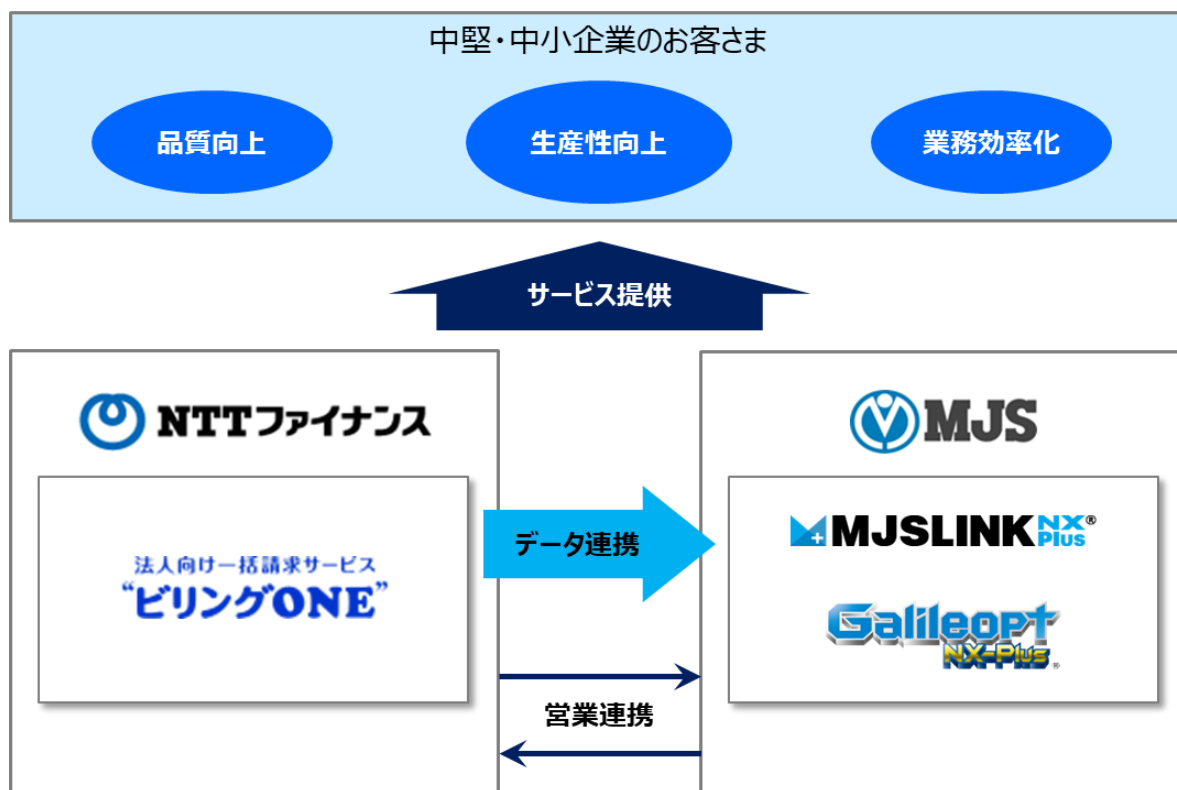 中堅・中小企業のお客さま
品質向上
生産性向上
業務効率化
サービス提供
NTTファイナンス
MJS
法人向け一括請求サービス
“ビリングONE”
データ連携
MJSLINK NX Plus®
Galileopt
NX-Plus®
営業連携